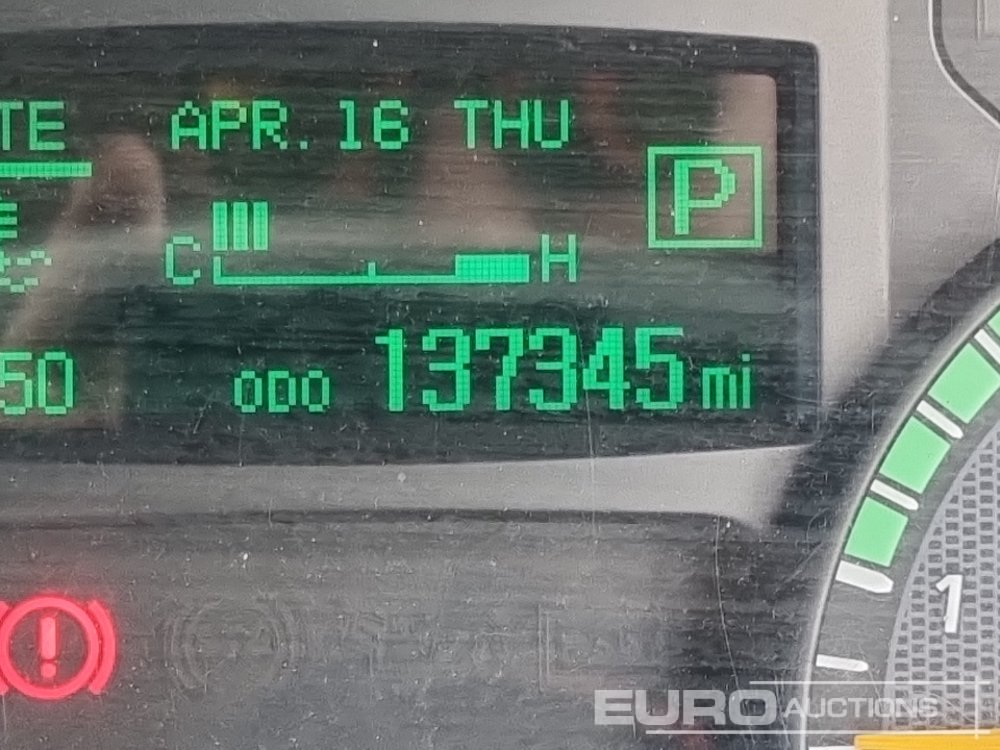 TE APR. 16 THU
P
C H
50 ODO 137345 mi
!
1
EURO AUCTIONS